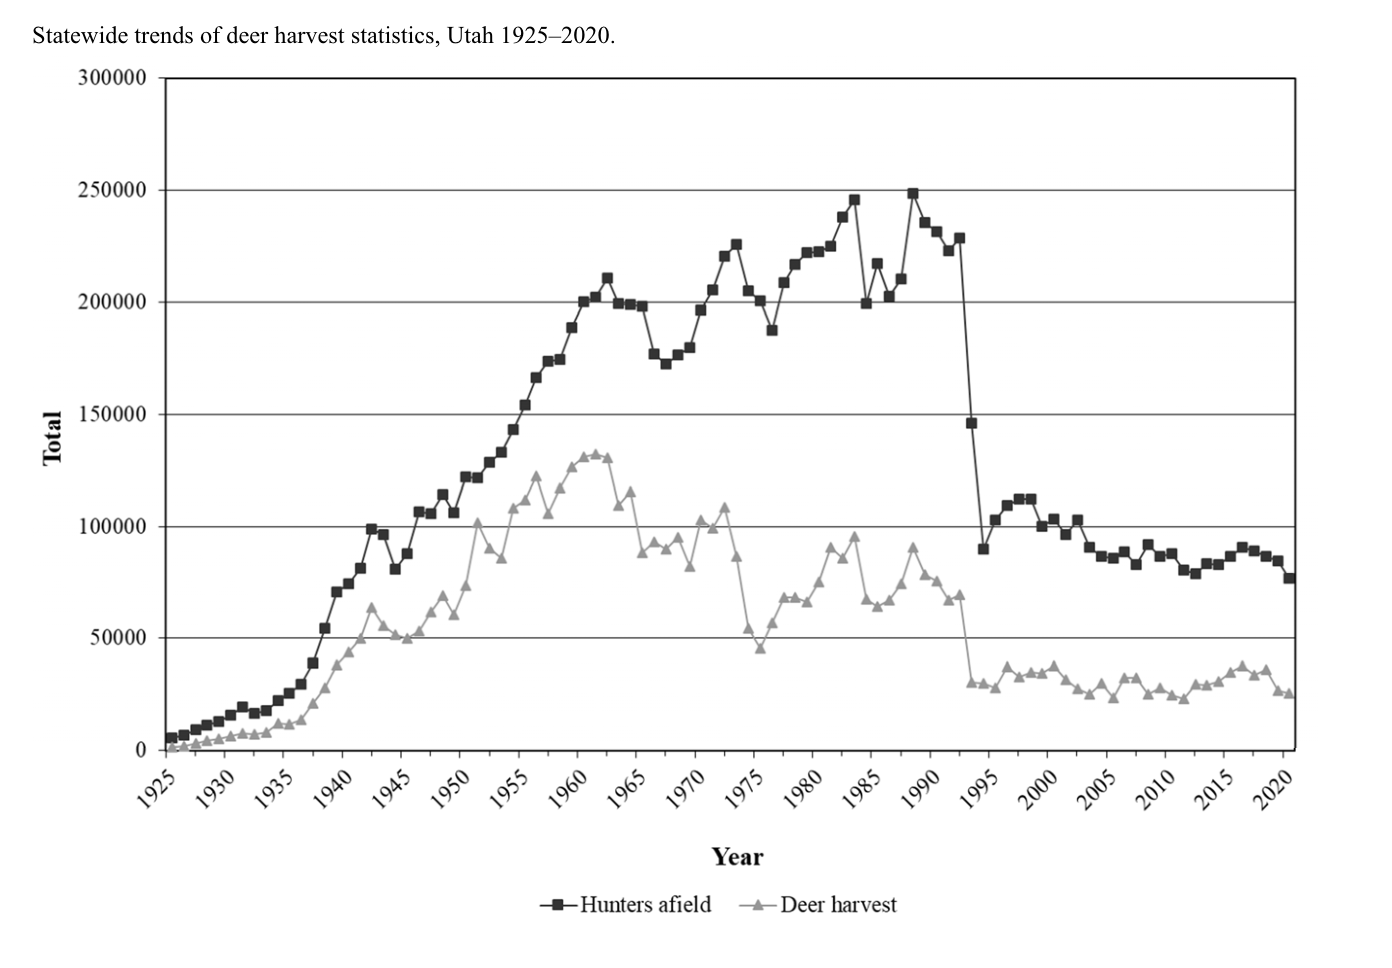 Statewide trends of deer harvest statistics, Utah 1925–2020.
300000
250000
200000
150000
100000
50000
0
Total
1925 1930 1935 1940 1945 1950 1955 1960 1965 1970 1975 1980 1985 1990 1995 2000 2005 2010 2015 2020
Year
Hunters afield Deer harvest